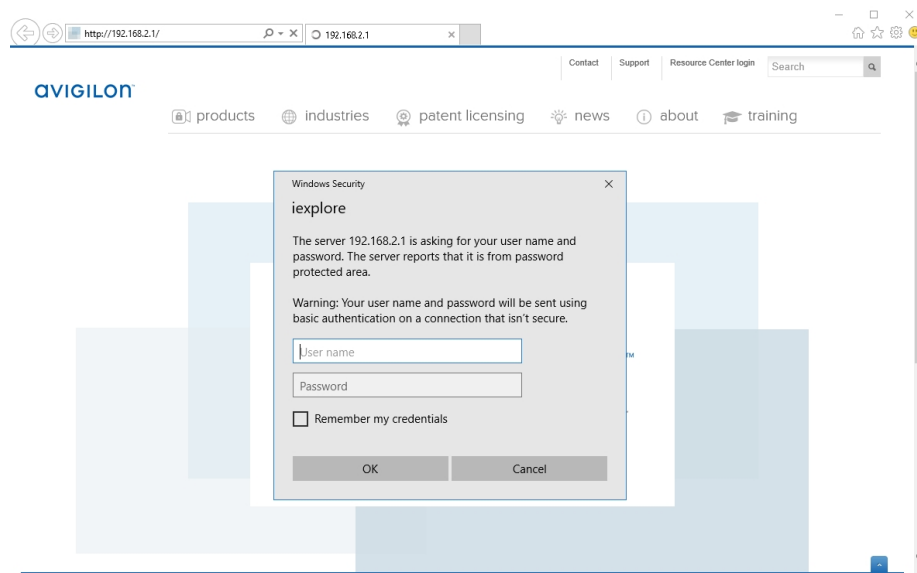 http://192.168.2.1/
192.168.2.1
Contact Support Resource Center login Search
AVIGILON
products industries patent licensing news about training
Windows Security
iexplore
The server 192.168.2.1 is asking for your user name and
password. The server reports that it is from password
protected area.
Warning: Your user name and password will be sent using
basic authentication on a connection that isn't secure.
User name
TM
Password
Remember my credentials
OK Cancel